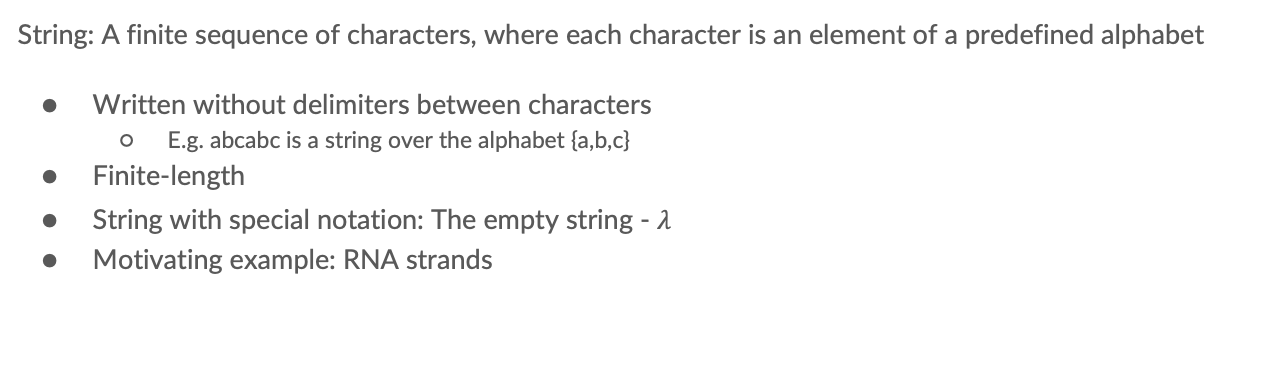 String: A finite sequence of characters, where each character is an element of a predefined alphabet
● Written without delimiters between characters
○ E.g. abcabc is a string over the alphabet {a,b,c}
● Finite-length
● String with special notation: The empty string - λ
● Motivating example: RNA strands